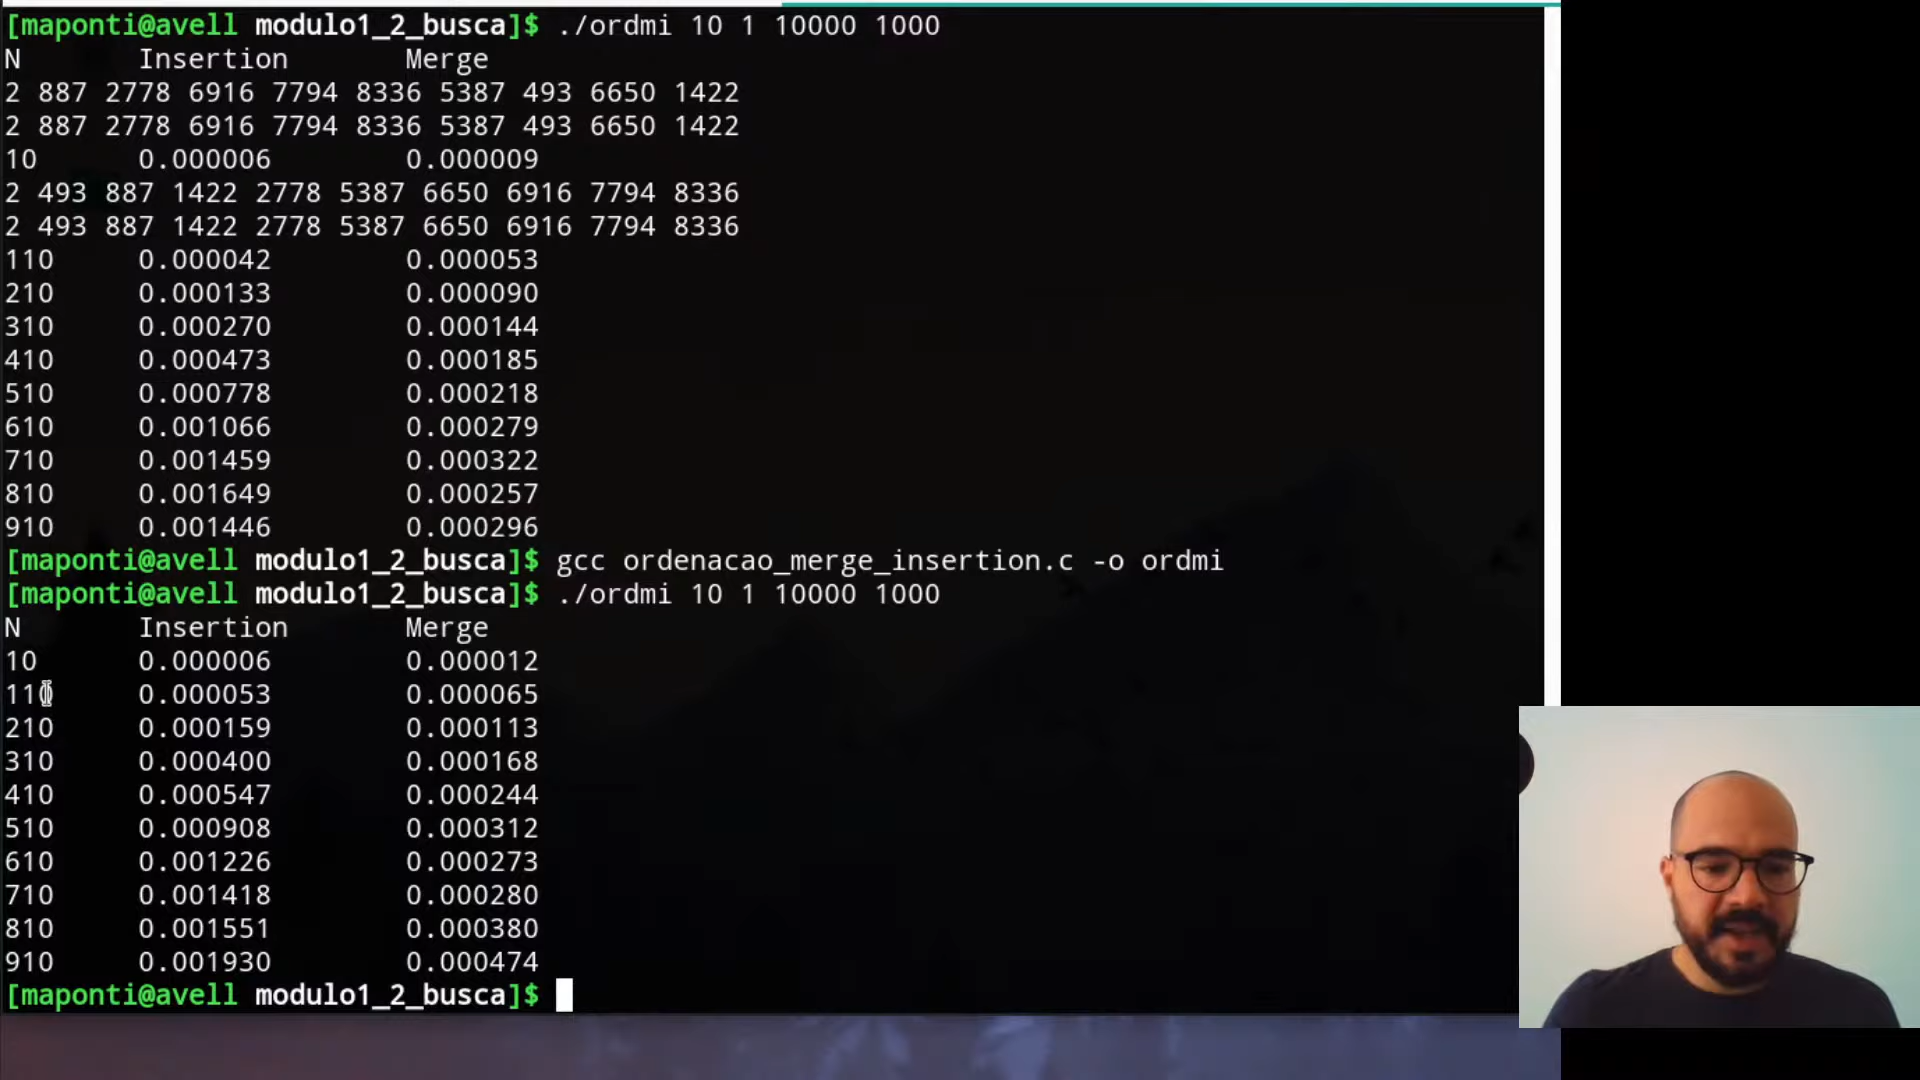 [maponti@avell modulo1_2_busca]$ ./ordmi 10 1 10000 1000
N Insertion Merge
2 887 2778 6916 7794 8336 5387 493 6650 1422
2 887 2778 6916 7794 8336 5387 493 6650 1422
10 0.000006 0.000009
2 493 887 1422 2778 5387 6650 6916 7794 8336
2 493 887 1422 2778 5387 6650 6916 7794 8336
110 0.000042 0.000053
210 0.000133 0.000090
310 0.000270 0.000144
410 0.000473 0.000185
510 0.000778 0.000218
610 0.001066 0.000279
710 0.001459 0.000322
810 0.001649 0.000257
910 0.001446 0.000296
[maponti@avell modulo1_2_busca]$ gcc ordenacao_merge_insertion.c -o ordmi
[maponti@avell modulo1_2_busca]$ ./ordmi 10 1 10000 1000
N Insertion Merge
10 0.000006 0.000012
110 0.000053 0.000065
210 0.000159 0.000113
310 0.000400 0.000168
410 0.000547 0.000244
510 0.000908 0.000312
610 0.001226 0.000273
710 0.001418 0.000280
810 0.001551 0.000380
910 0.001930 0.000474
[maponti@avell modulo1_2_busca]$